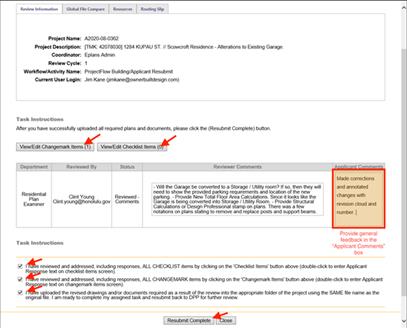 Review Information
Global File Compare
Resources
Routing Slip
Project Name: A2020-08-0362
Project Description: [TMK: 42078030] 1284 KUPAU ST. // Scowcroft Residence - Alterations to Existing Garage.
Coordinator: Eplans Admin
Review Cycle: 1
Workflow/Activity Name: ProjectFlow Building/Applicant Resubmit
Current User Login: Jim Kane (jimkane@ownerbuiltdesign.com)
Task Instructions
After you have successfully uploaded all required plans and documents, please click the (Resubmit Complete) button.
View/Edit Changemark Items (1)
View/Edit Checklist Items (0)
Department
Reviewed By
Status
Reviewer Comments
Applicant Comments
Residential
Plan
Examiner
Clint Young
Clint.young@honolulu.gov
Reviewed -
Comments
- Will the Garage be converted to a Storage / Utility room? If so, then they will
need to show the provided parking requirements and location of the new
parking. - Provide New Total Floor Area Calculations. Since it looks like the
Garage is being converted into Storage / Utility Room. - Provide Structural
Calculations or Design Professional stamp on plans. There was a few
notations on plans stating to remove and replace posts and support beams.
Made corrections
and annotated
changes with
revision cloud and
number.
Provide general
feedback in the
"Applicant Comments"
box
Task Instructions
I have reviewed and addressed, including responses, ALL CHECKLIST items by clicking on the 'Checklist Items' button above (double-click to enter Applicant
Response text on checklist items screen).
I have reviewed and addressed, including responses, ALL CHANGEMARK items by clicking on the 'Changemark Items' button above (double-click to enter Applicant
Response text on changemark items screen).
I have uploaded the revised drawings and/or documents required as a result of the review into the appropriate folder of the project using the SAME file name as the
original file. I am ready to complete my assigned task and resubmit back to DPP for further review.
Resubmit Complete
Close